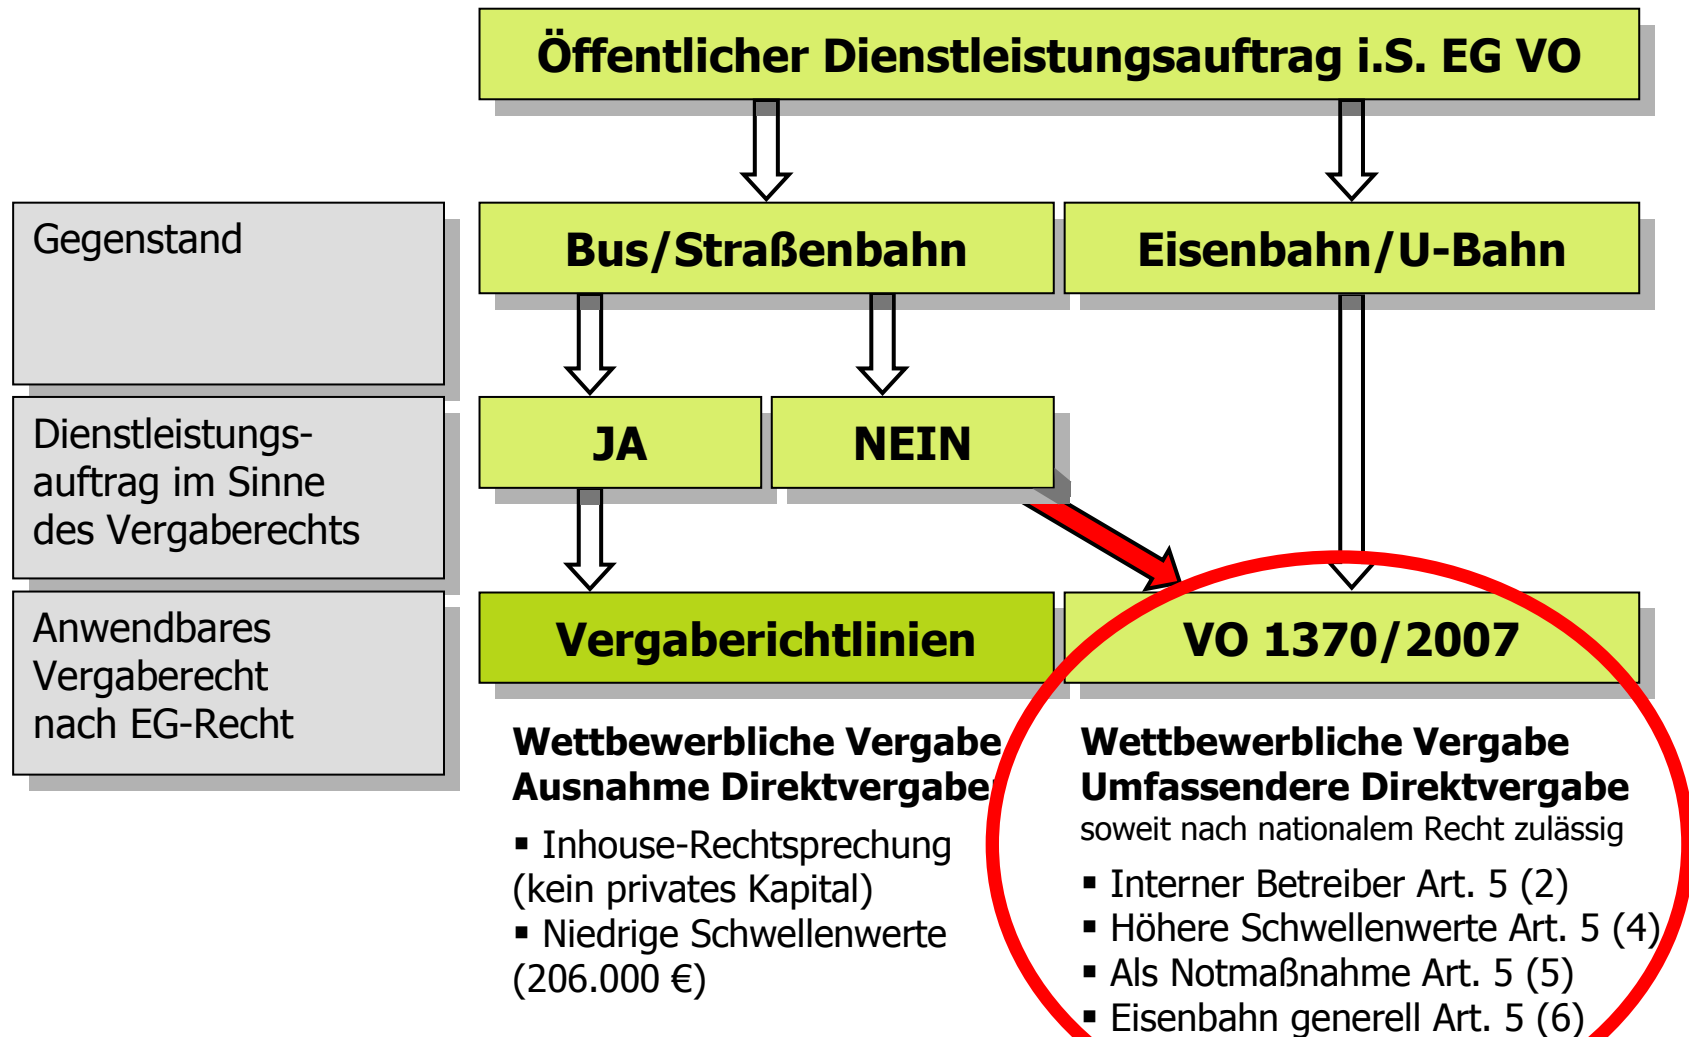 Öffentlicher Dienstleistungsauftrag i.S. EG VO
Gegenstand
Bus/Straßenbahn
Eisenbahn/U-Bahn
Dienstleistungs-
auftrag im Sinne
des Vergaberechts
JA
NEIN
Anwendbares
Vergaberecht
nach EG-Recht
Vergaberichtlinien
VO 1370/2007
Wettbewerbliche Vergabe
Ausnahme Direktvergabe:
▪ Inhouse-Rechtsprechung
(kein privates Kapital)
▪ Niedrige Schwellenwerte
(206.000 €)
Wettbewerbliche Vergabe
Umfassendere Direktvergabe
soweit nach nationalem Recht zulässig
▪ Interner Betreiber Art. 5 (2)
▪ Höhere Schwellenwerte Art. 5 (4)
▪ Als Notmaßnahme Art. 5 (5)
▪ Eisenbahn generell Art. 5 (6)